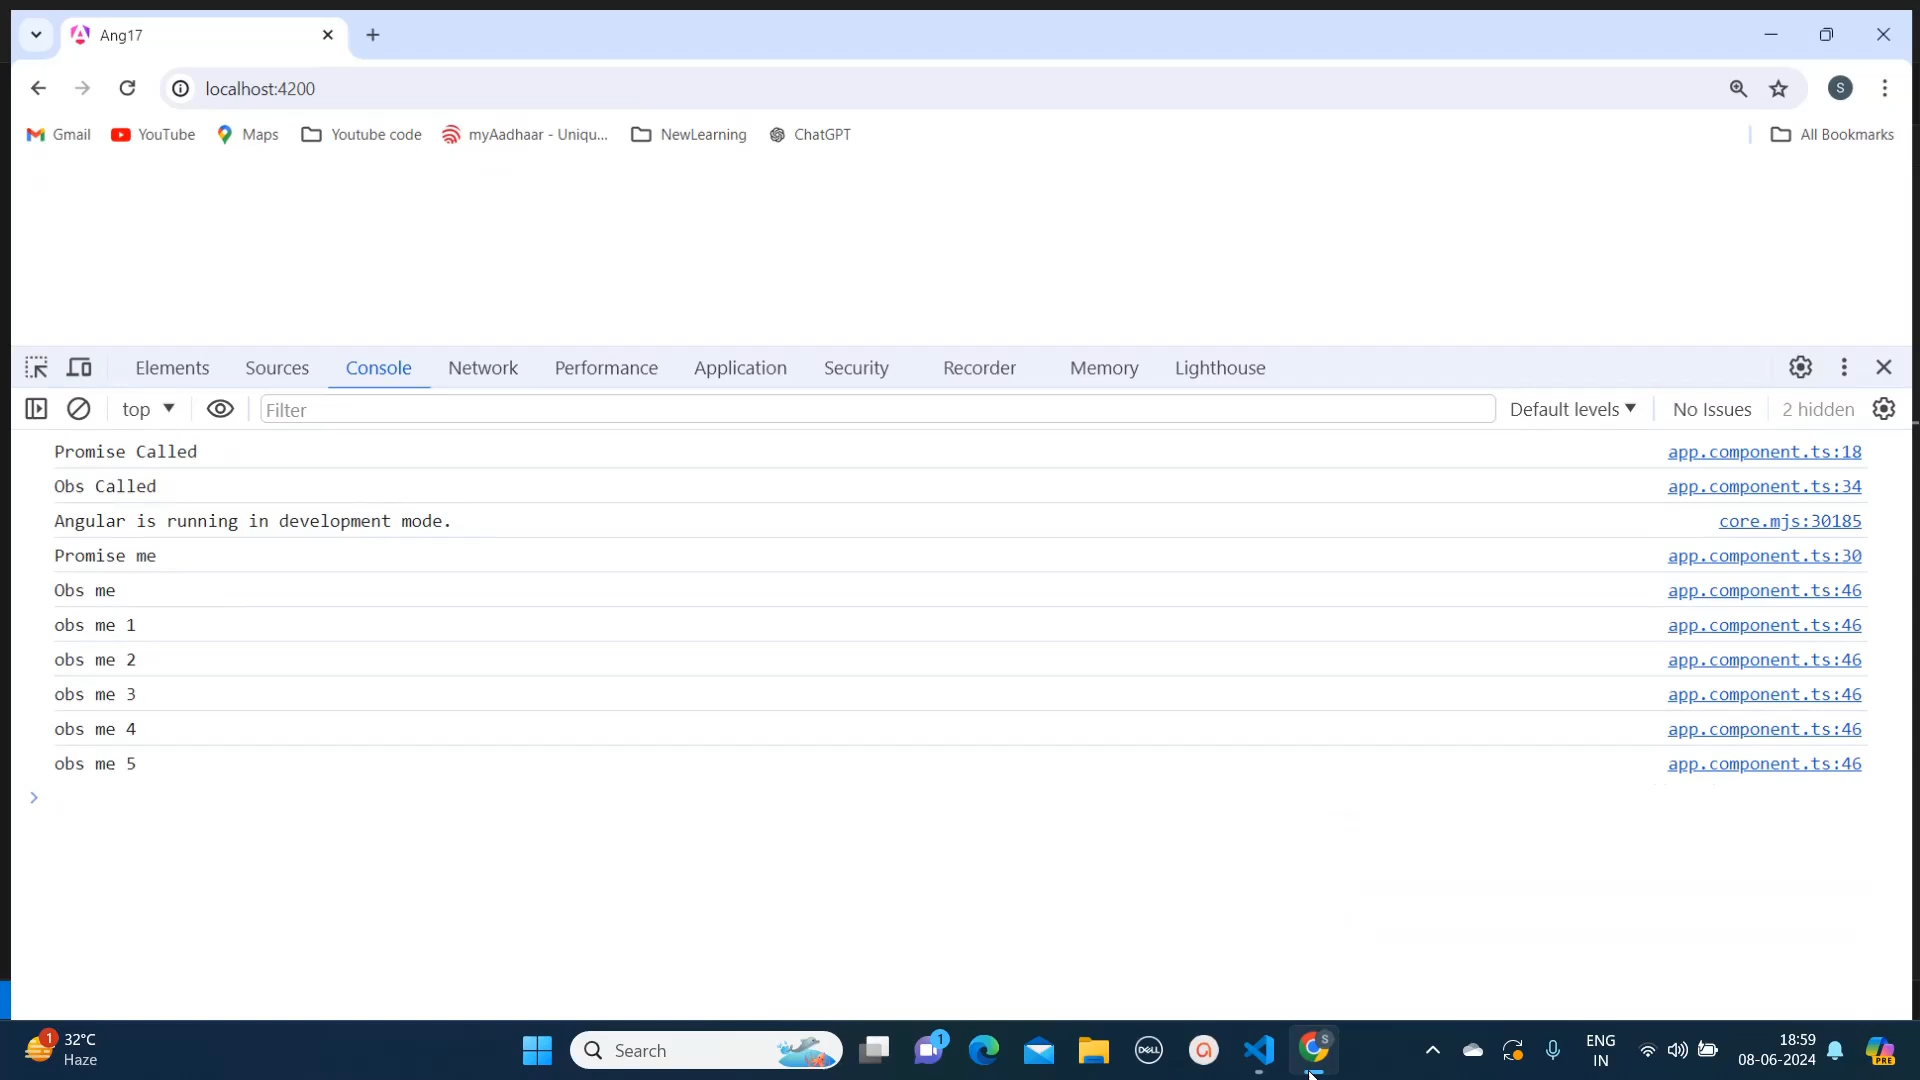 Ang17
localhost:4200
S
Gmail YouTube Maps Youtube code myAadhaar - Uniqu... NewLearning ChatGPT All Bookmarks
Elements Sources Console Network Performance Application Security Recorder Memory Lighthouse
top Filter Default levels No Issues 2 hidden
Promise Called app.component.ts:18
Obs Called app.component.ts:34
Angular is running in development mode. core.mjs:30185
Promise me app.component.ts:30
Obs me app.component.ts:46
obs me 1 app.component.ts:46
obs me 2 app.component.ts:46
obs me 3 app.component.ts:46
obs me 4 app.component.ts:46
obs me 5 app.component.ts:46
1 32°C
Haze
Search
1
DELL
S
ENG
IN
18:59
08-06-2024
PRE